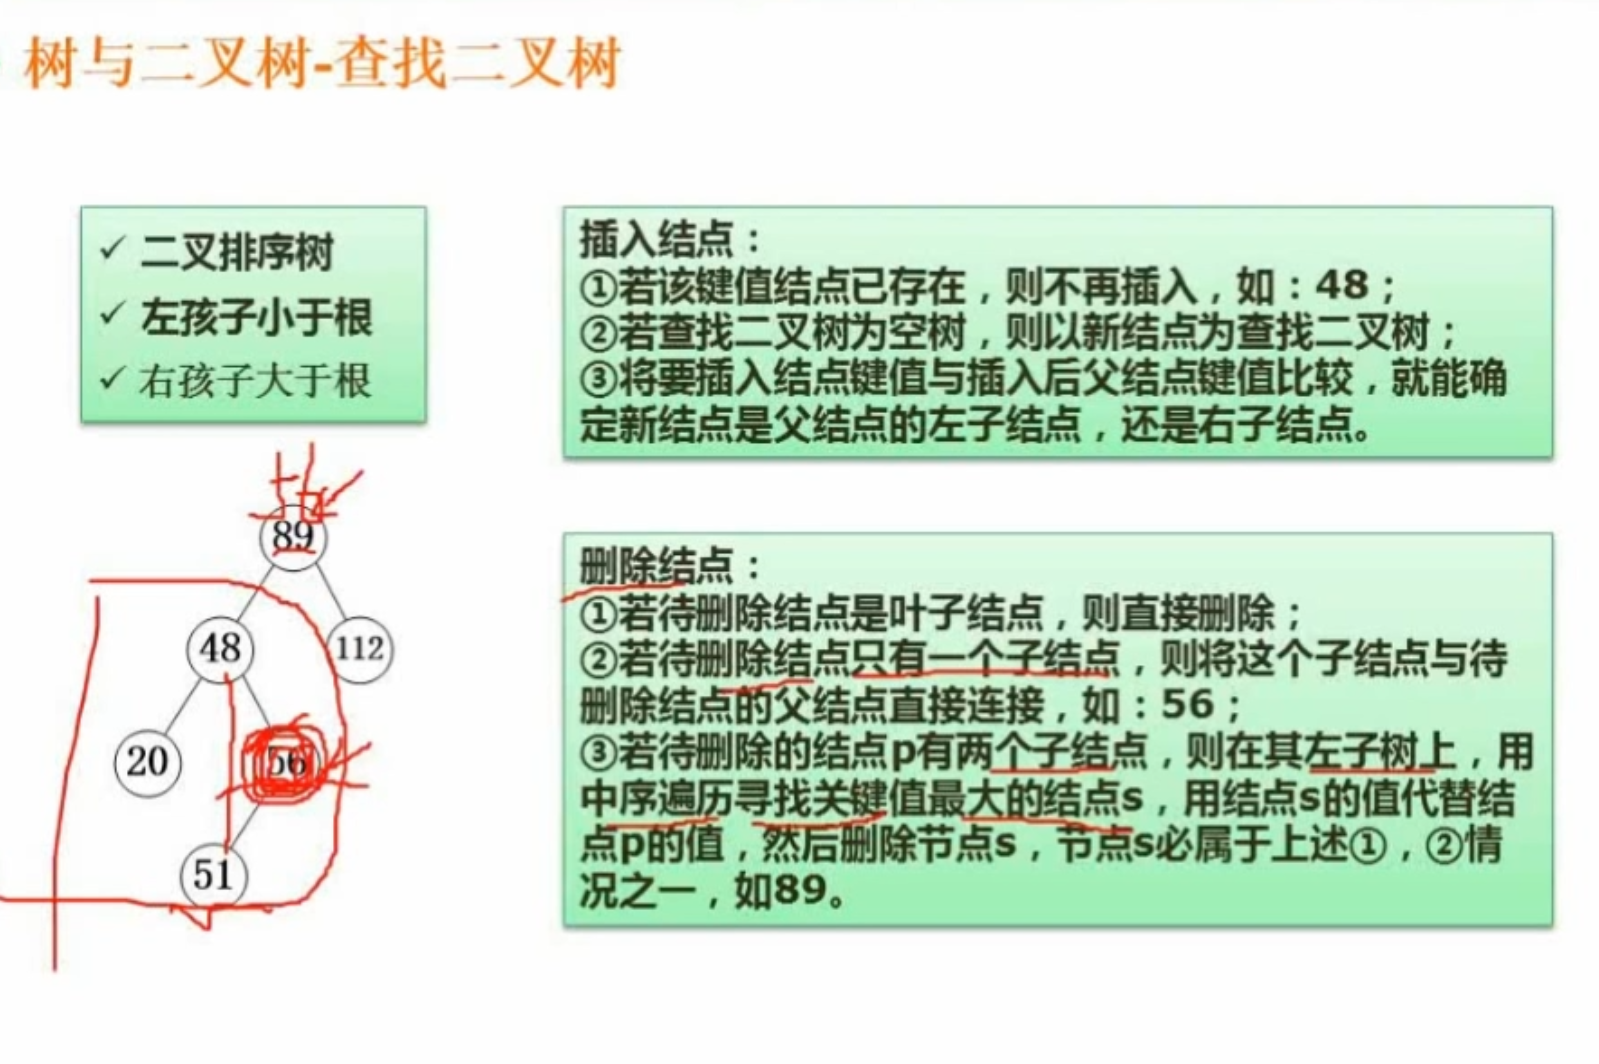 树与二叉树-查找二叉树
✓ 二叉排序树
✓ 左孩子小于根
✓ 右孩子大于根
插入结点：
①若该键值结点已存在，则不再插入，如：48；
②若查找二叉树为空树，则以新结点为查找二叉树；
③将要插入结点键值与插入后父结点键值比较，就能确
定新结点是父结点的左子结点，还是右子结点。
89
48
112
20
56
51
删除结点：
①若待删除结点是叶子结点，则直接删除；
②若待删除结点只有一个子结点，则将这个子结点与待
删除结点的父结点直接连接，如：56；
③若待删除的结点p有两个子结点，则在其左子树上，用
中序遍历寻找关键值最大的结点s，用结点s的值代替结
点p的值，然后删除节点s，节点s必属于上述①，②情
况之一，如89。